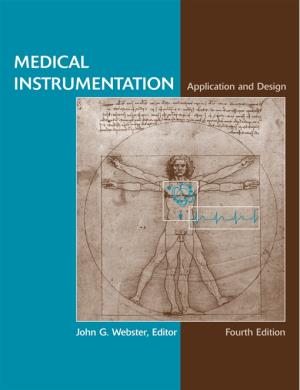 MEDICAL
INSTRUMENTATION Application and Design
John G. Webster, Editor Fourth Edition